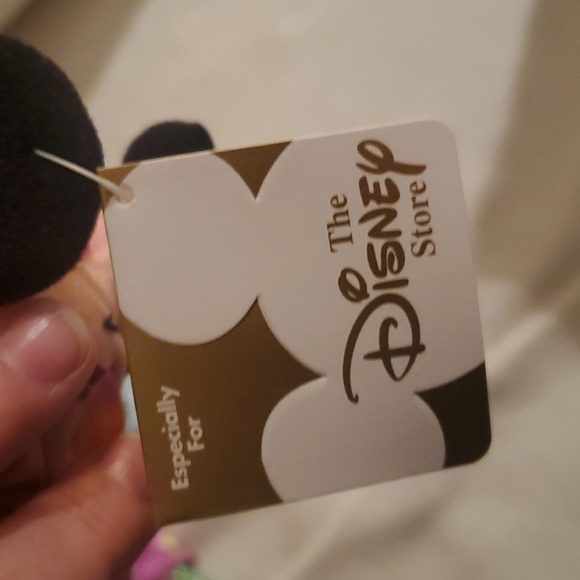 The
Disney
Store
Especially
For